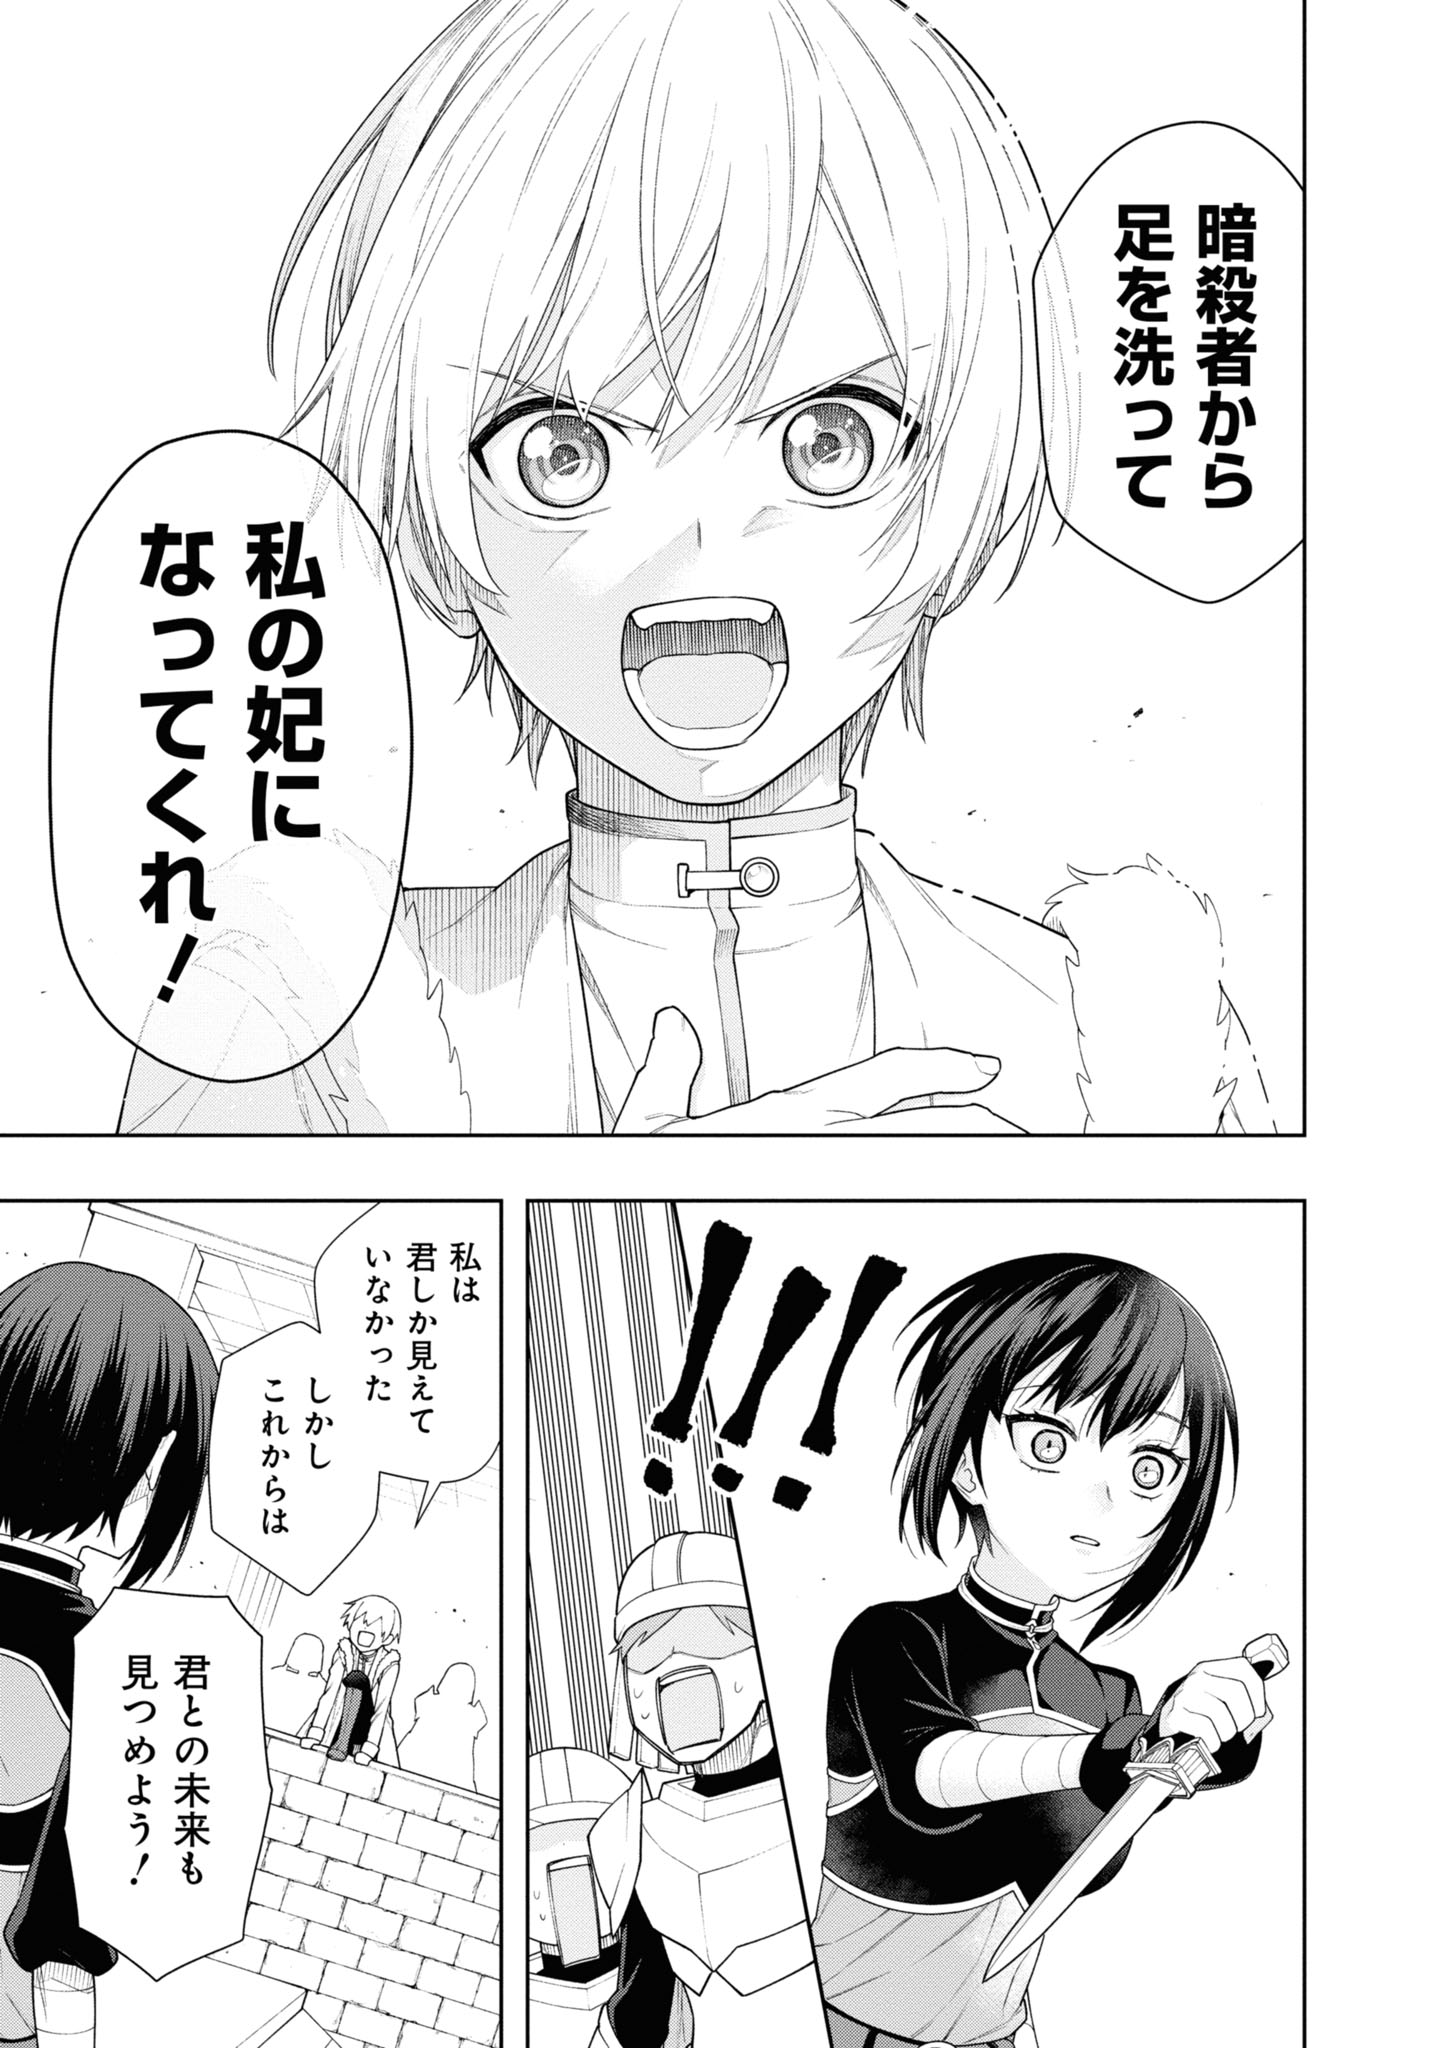 暗殺者から
足を洗って
私の妃に
なってくれ！
！！！
私は
君しか見えて
いなかった
しかし
これからは
君との未来も
見つめよう！